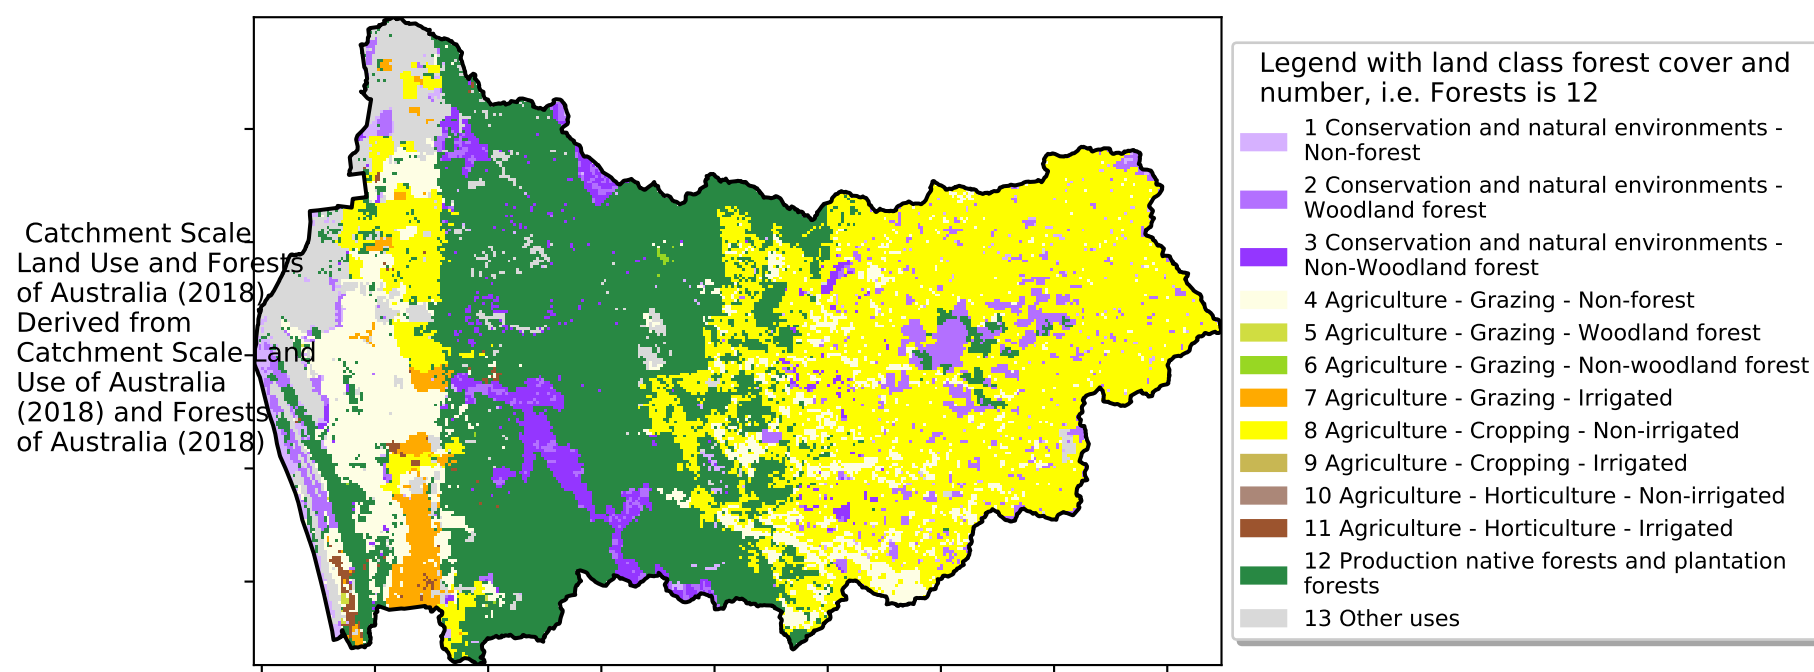 Catchment Scale
Land Use and Forests
of Australia (2018)
Derived from
Catchment Scale Land
Use of Australia
(2018) and Forests
of Australia (2018)
Legend with land class forest cover and
number, i.e. Forests is 12
1 Conservation and natural environments -
Non-forest
2 Conservation and natural environments -
Woodland forest
3 Conservation and natural environments -
Non-Woodland forest
4 Agriculture - Grazing - Non-forest
5 Agriculture - Grazing - Woodland forest
6 Agriculture - Grazing - Non-woodland forest
7 Agriculture - Grazing - Irrigated
8 Agriculture - Cropping - Non-irrigated
9 Agriculture - Cropping - Irrigated
10 Agriculture - Horticulture - Non-irrigated
11 Agriculture - Horticulture - Irrigated
12 Production native forests and plantation
forests
13 Other uses